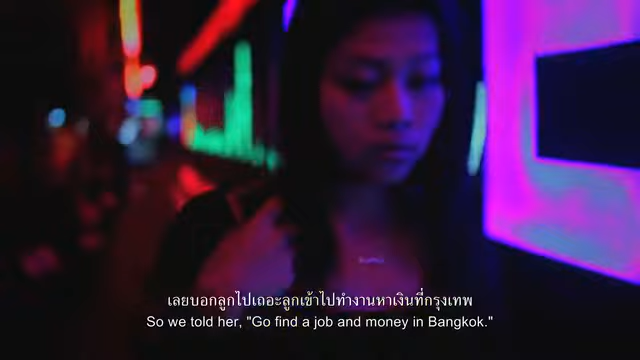 เลยบอกลูกไปเถอะลูกเข้าไปทำงานหาเงินที่กรุงเทพ
So we told her, "Go find a job and money in Bangkok."